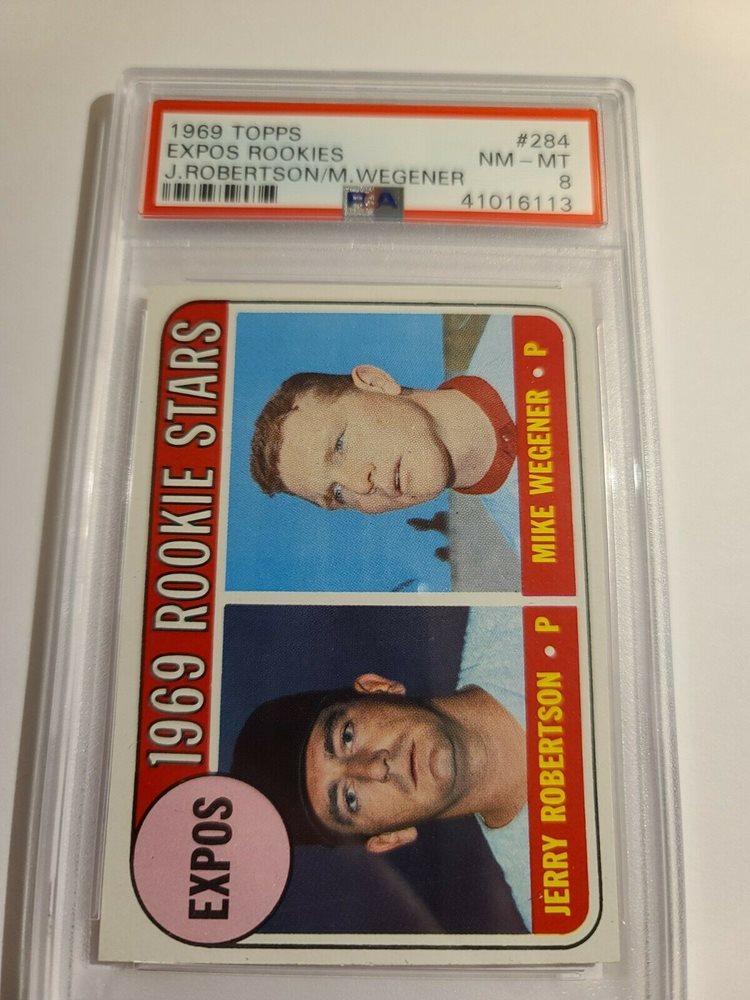 1969 TOPPS #284
EXPOS ROOKIES NM-MT
J.ROBERTSON/M.WEGENER 8
PSA 41016113
1969 ROOKIE STARS
EXPOS
JERRY ROBERTSON • P
MIKE WEGENER • P